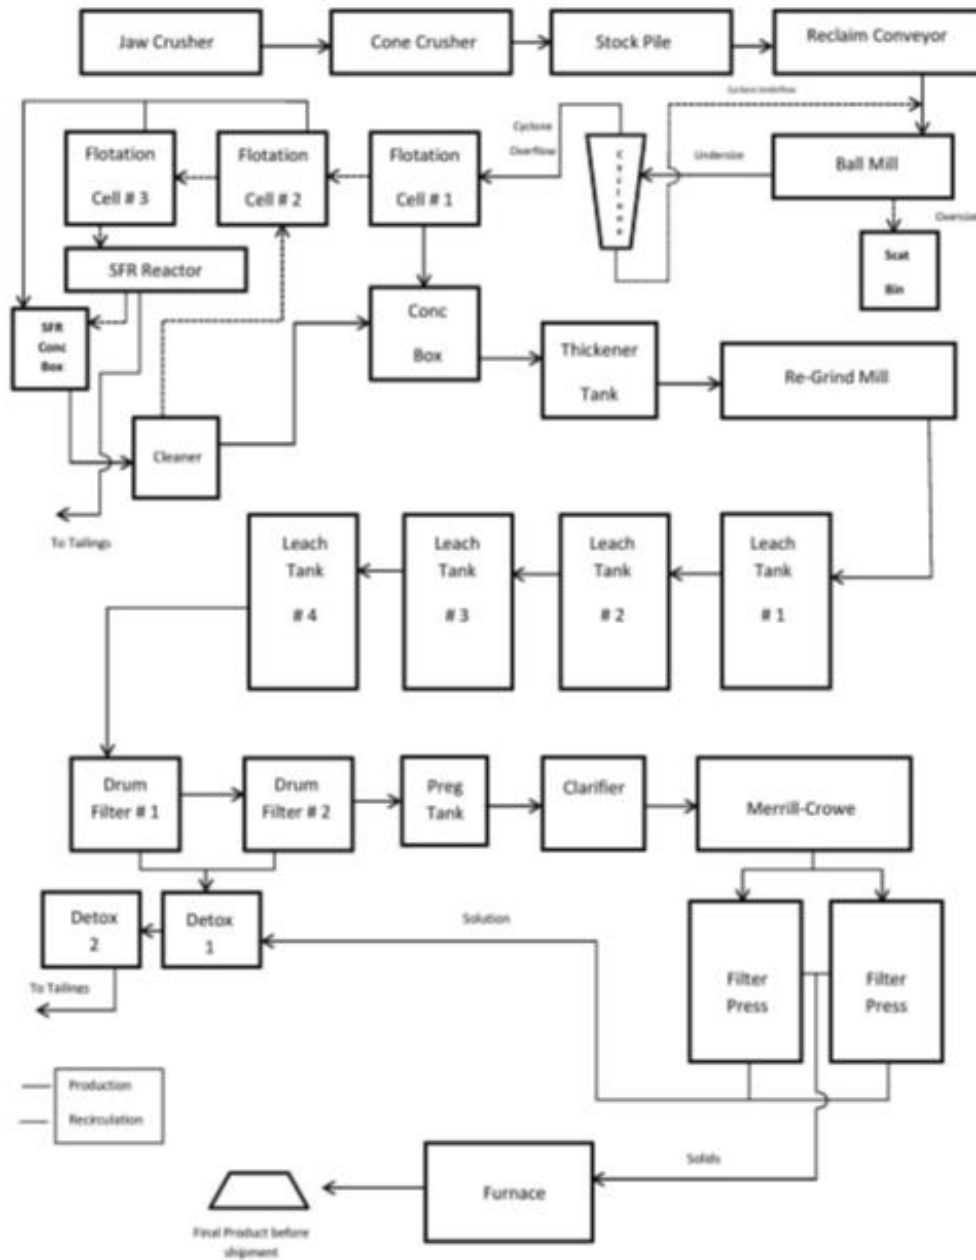 Jaw Crusher
Cone Crusher
Stock Pile
Reclaim Conveyor
Cyclone Underflow
Flotation
Cell # 3
Flotation
Cell # 2
Flotation
Cell # 1
Cyclone
Overflow
Cyclone
Undersize
Ball Mill
Oversize
Scat
Bin
SFR Reactor
SFR
Conc
Box
Conc
Box
Thickener
Tank
Re-Grind Mill
Cleaner
To Tailings
Leach
Tank
# 4
Leach
Tank
# 3
Leach
Tank
# 2
Leach
Tank
# 1
Drum
Filter # 1
Drum
Filter # 2
Preg
Tank
Clarifier
Merrill-Crowe
Detox
2
Detox
1
Solution
Filter
Press
Filter
Press
To Tailings
Production
Recirculation
Solids
Furnace
Final Product before
shipment